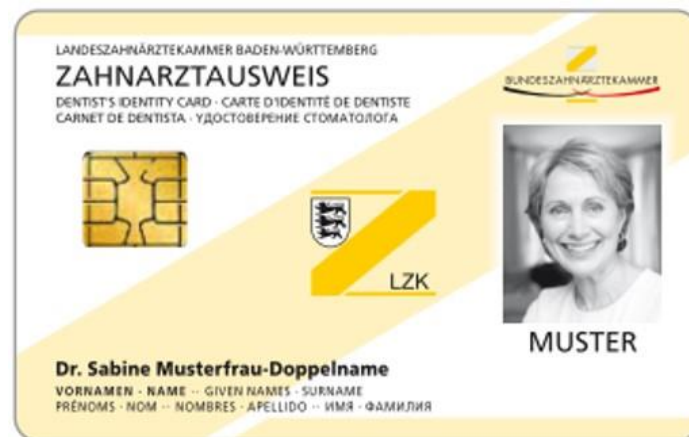 LANDESZAHNÄRZTEKAMMER BADEN-WÜRTTEMBERG
ZAHNARZTAUSWEIS
DENTIST'S IDENTITY CARD · CARTE D'IDENTITÉ DE DENTISTE
CARNET DE DENTISTA · УДОСТОВЕРЕНИЕ СТОМАТОЛОГА
BUNDESZAHNÄRZTEKAMMER
LZK
MUSTER
Dr. Sabine Musterfrau-Doppelname
VORNAMEN · NAME ·· GIVEN NAMES · SURNAME
PRÉNOMS · NOM ·· NOMBRES · APELLIDO ·· ИМЯ · ФАМИЛИЯ